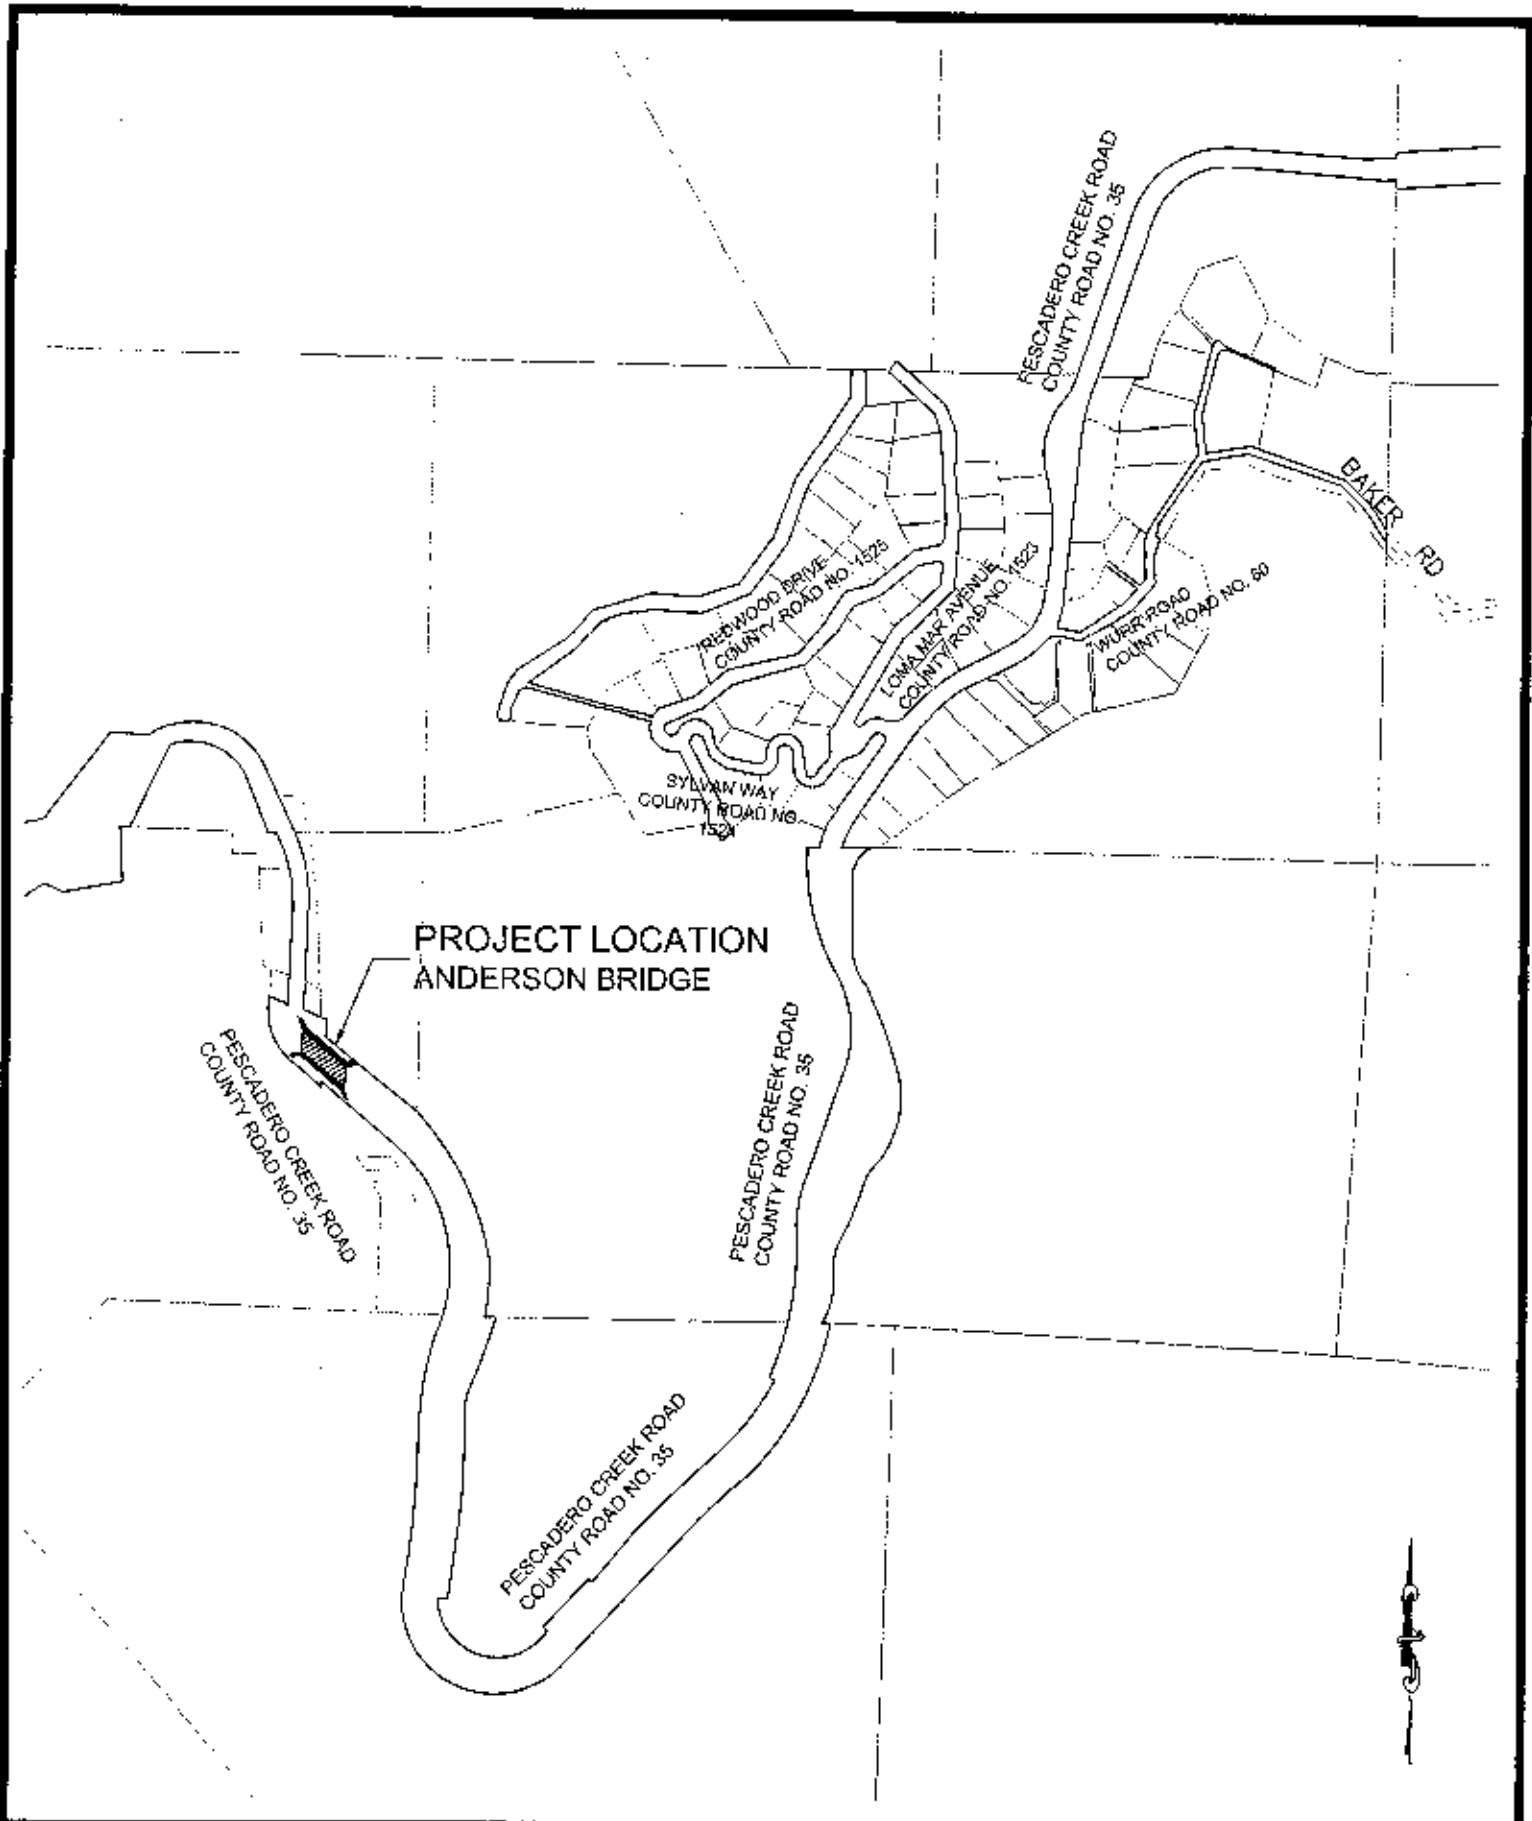 PESCADERO CREEK ROAD
COUNTY ROAD NO. 35
BAKER RD
REDWOOD DRIVE
COUNTY ROAD NO. 1525
LOMA MAR AVENUE
COUNTY ROAD NO. 1523
WURR ROAD
COUNTY ROAD NO. 60
SYLVAN WAY
COUNTY ROAD NO
1524
PROJECT LOCATION
ANDERSON BRIDGE
PESCADERO CREEK ROAD
COUNTY ROAD NO. 35
PESCADERO CREEK ROAD
COUNTY ROAD NO. 35
PESCADERO CREEK ROAD
COUNTY ROAD NO. 35